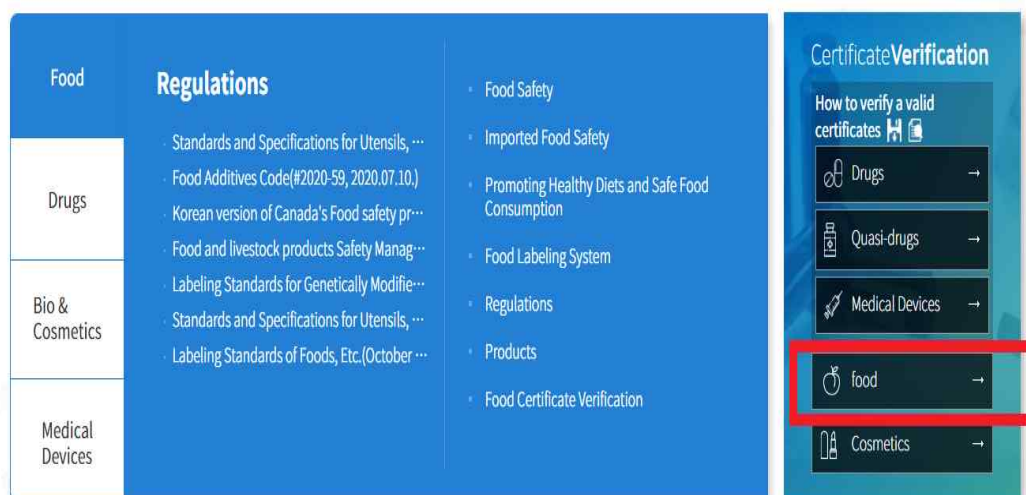 Food
Drugs
Bio &
Cosmetics
Medical
Devices
Regulations
Standards and Specifications for Utensils, ···
Food Additives Code(#2020-59, 2020.07.10.)
Korean version of Canada's Food safety pr···
Food and livestock products Safety Manag···
Labeling Standards for Genetically Modifie···
Standards and Specifications for Utensils, ···
Labeling Standards of Foods, Etc.(October ···
Food Safety
Imported Food Safety
Promoting Healthy Diets and Safe Food
Consumption
Food Labeling System
Regulations
Products
Food Certificate Verification
CertificateVerification
How to verify a valid
certificates
Drugs →
Quasi-drugs →
Medical Devices →
food →
Cosmetics →